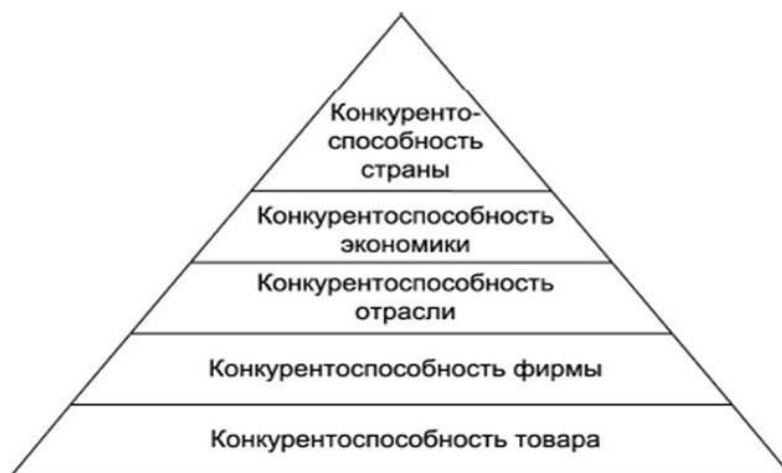 Конкуренто-
способность
страны
Конкурентоспособность
экономики
Конкурентоспособность
отрасли
Конкурентоспособность фирмы
Конкурентоспособность товара